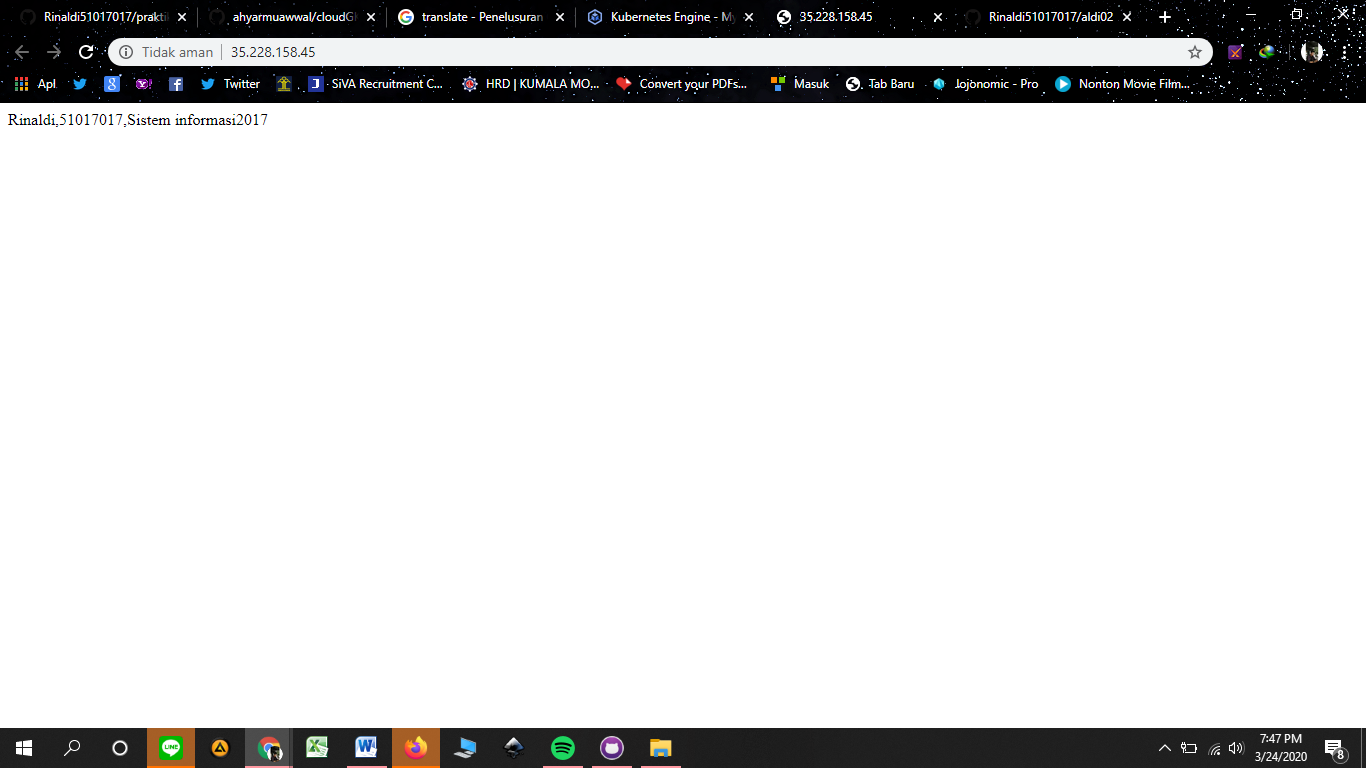 Rinaldi51017017/prakti
ahyarmuawwal/cloudG
translate - Penelusuran
Kubernetes Engine - My
35.228.158.45
Rinaldi51017017/aldi02
Tidak aman
35.228.158.45
Apl
Twitter
SiVA Recruitment C...
HRD | KUMALA MO...
Convert your PDFs...
Masuk
Tab Baru
Jojonomic - Pro
Nonton Movie Film...
Rinaldi,51017017,Sistem informasi2017
LINE
7:47 PM
3/24/2020
8